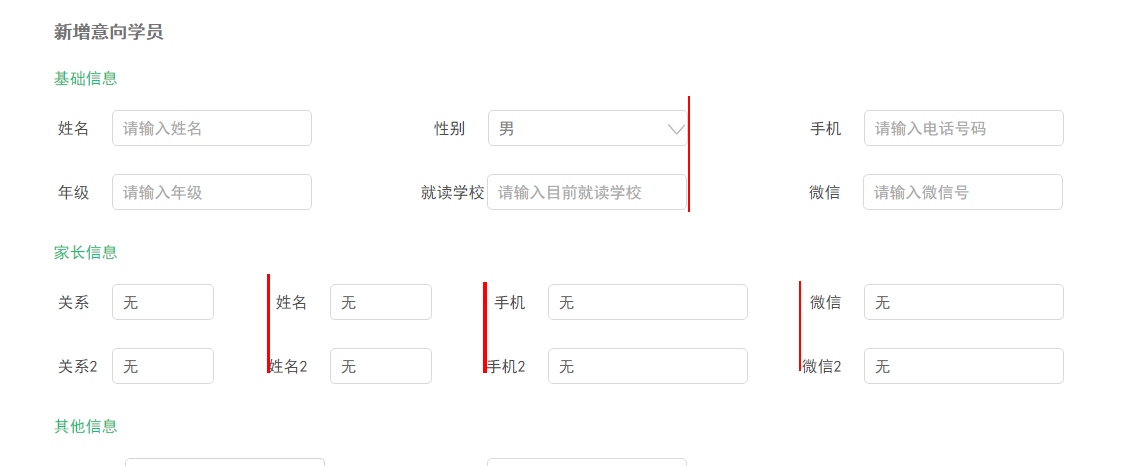 新增意向学员
基础信息
姓名 请输入姓名 性别 男 手机 请输入电话号码
年级 请输入年级 就读学校 请输入目前就读学校 微信 请输入微信号
家长信息
关系 无 姓名 无 手机 无 微信 无
关系2 无 姓名2 无 手机2 无 微信2 无
其他信息